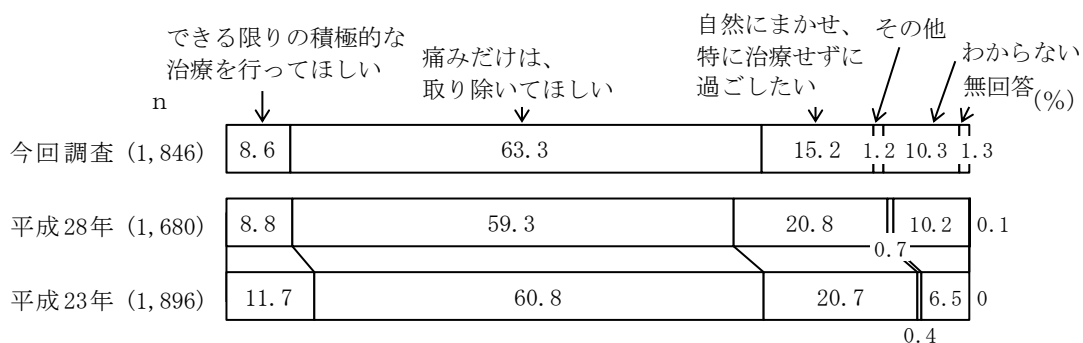 できる限りの積極的な
治療を行ってほしい
痛みだけは、
取り除いてほしい
自然にまかせ、
特に治療せずに
過ごしたい
その他
わからない
無回答
(%)
n
今回調査 (1,846) 8.6 63.3 15.2 1.2 10.3 1.3
平成28年 (1,680) 8.8 59.3 20.8 0.7 10.2 0.1
平成23年 (1,896) 11.7 60.8 20.7 0.4 6.5 0